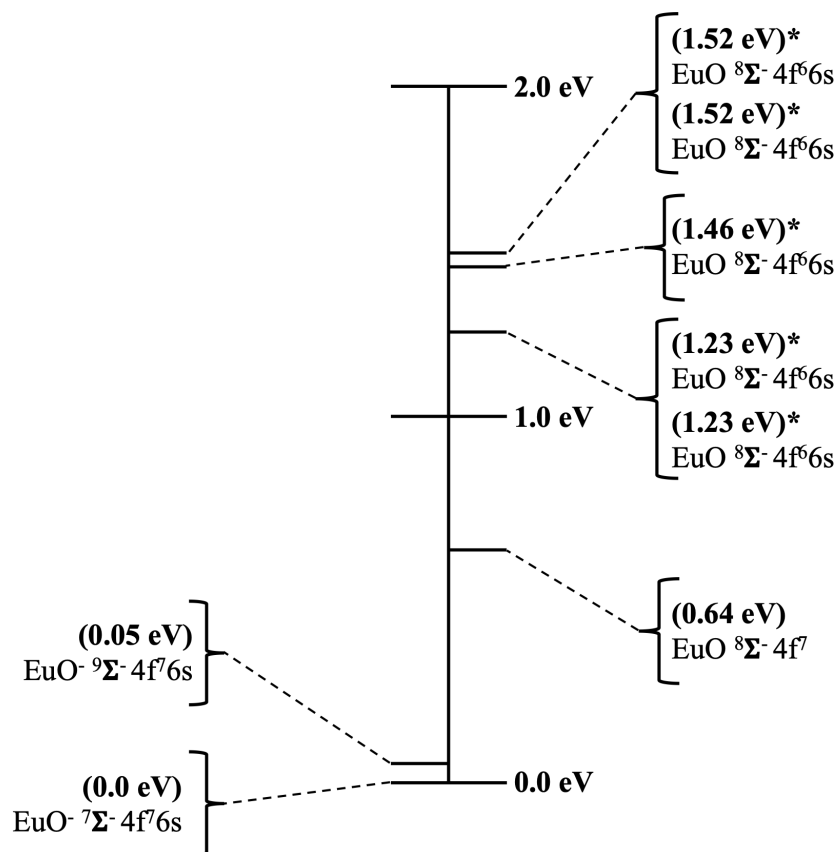 2.0 eV
(1.52 eV)*
EuO ⁸Σ⁻ 4f⁶6s
(1.52 eV)*
EuO ⁸Σ⁻ 4f⁶6s
(1.46 eV)*
EuO ⁸Σ⁻ 4f⁶6s
(1.23 eV)*
EuO ⁸Σ⁻ 4f⁶6s
(1.23 eV)*
EuO ⁸Σ⁻ 4f⁶6s
1.0 eV
(0.64 eV)
EuO ⁸Σ⁻ 4f⁷
(0.05 eV)
EuO⁻ ⁹Σ⁻ 4f⁷6s
(0.0 eV)
EuO⁻ ⁷Σ⁻ 4f⁷6s
0.0 eV